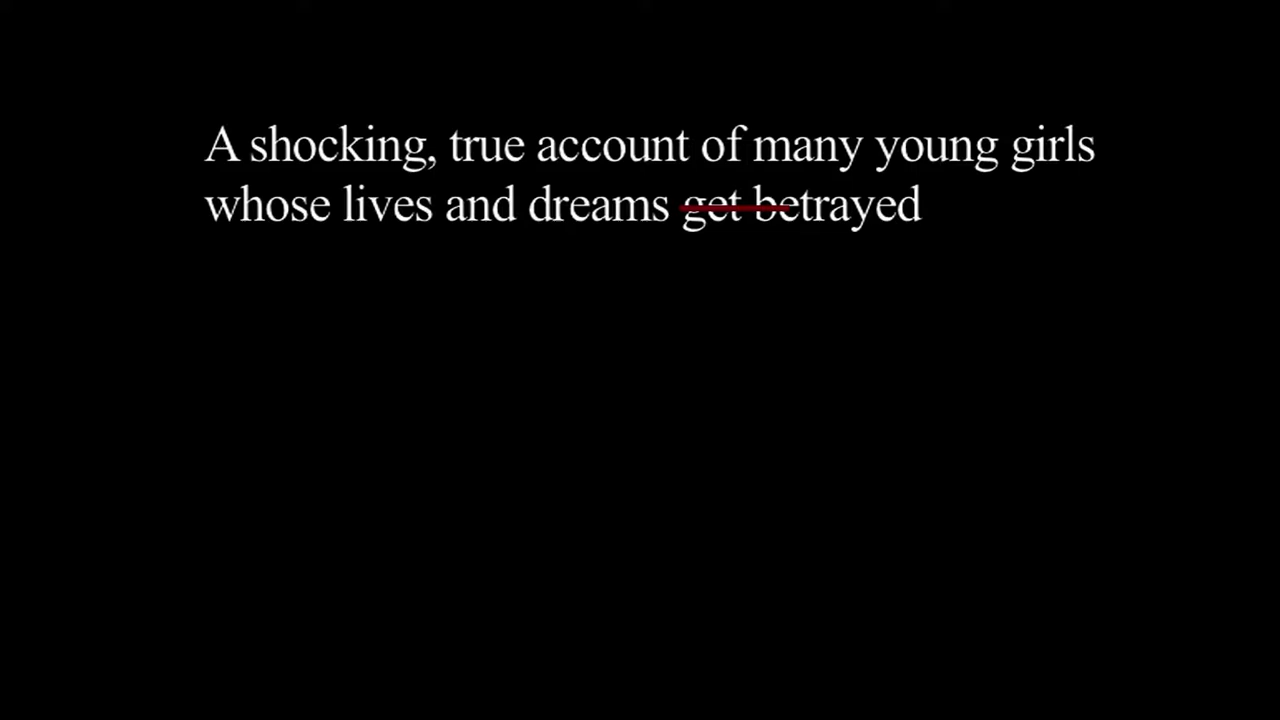 A shocking, true account of many young girls
whose lives and dreams get betrayed